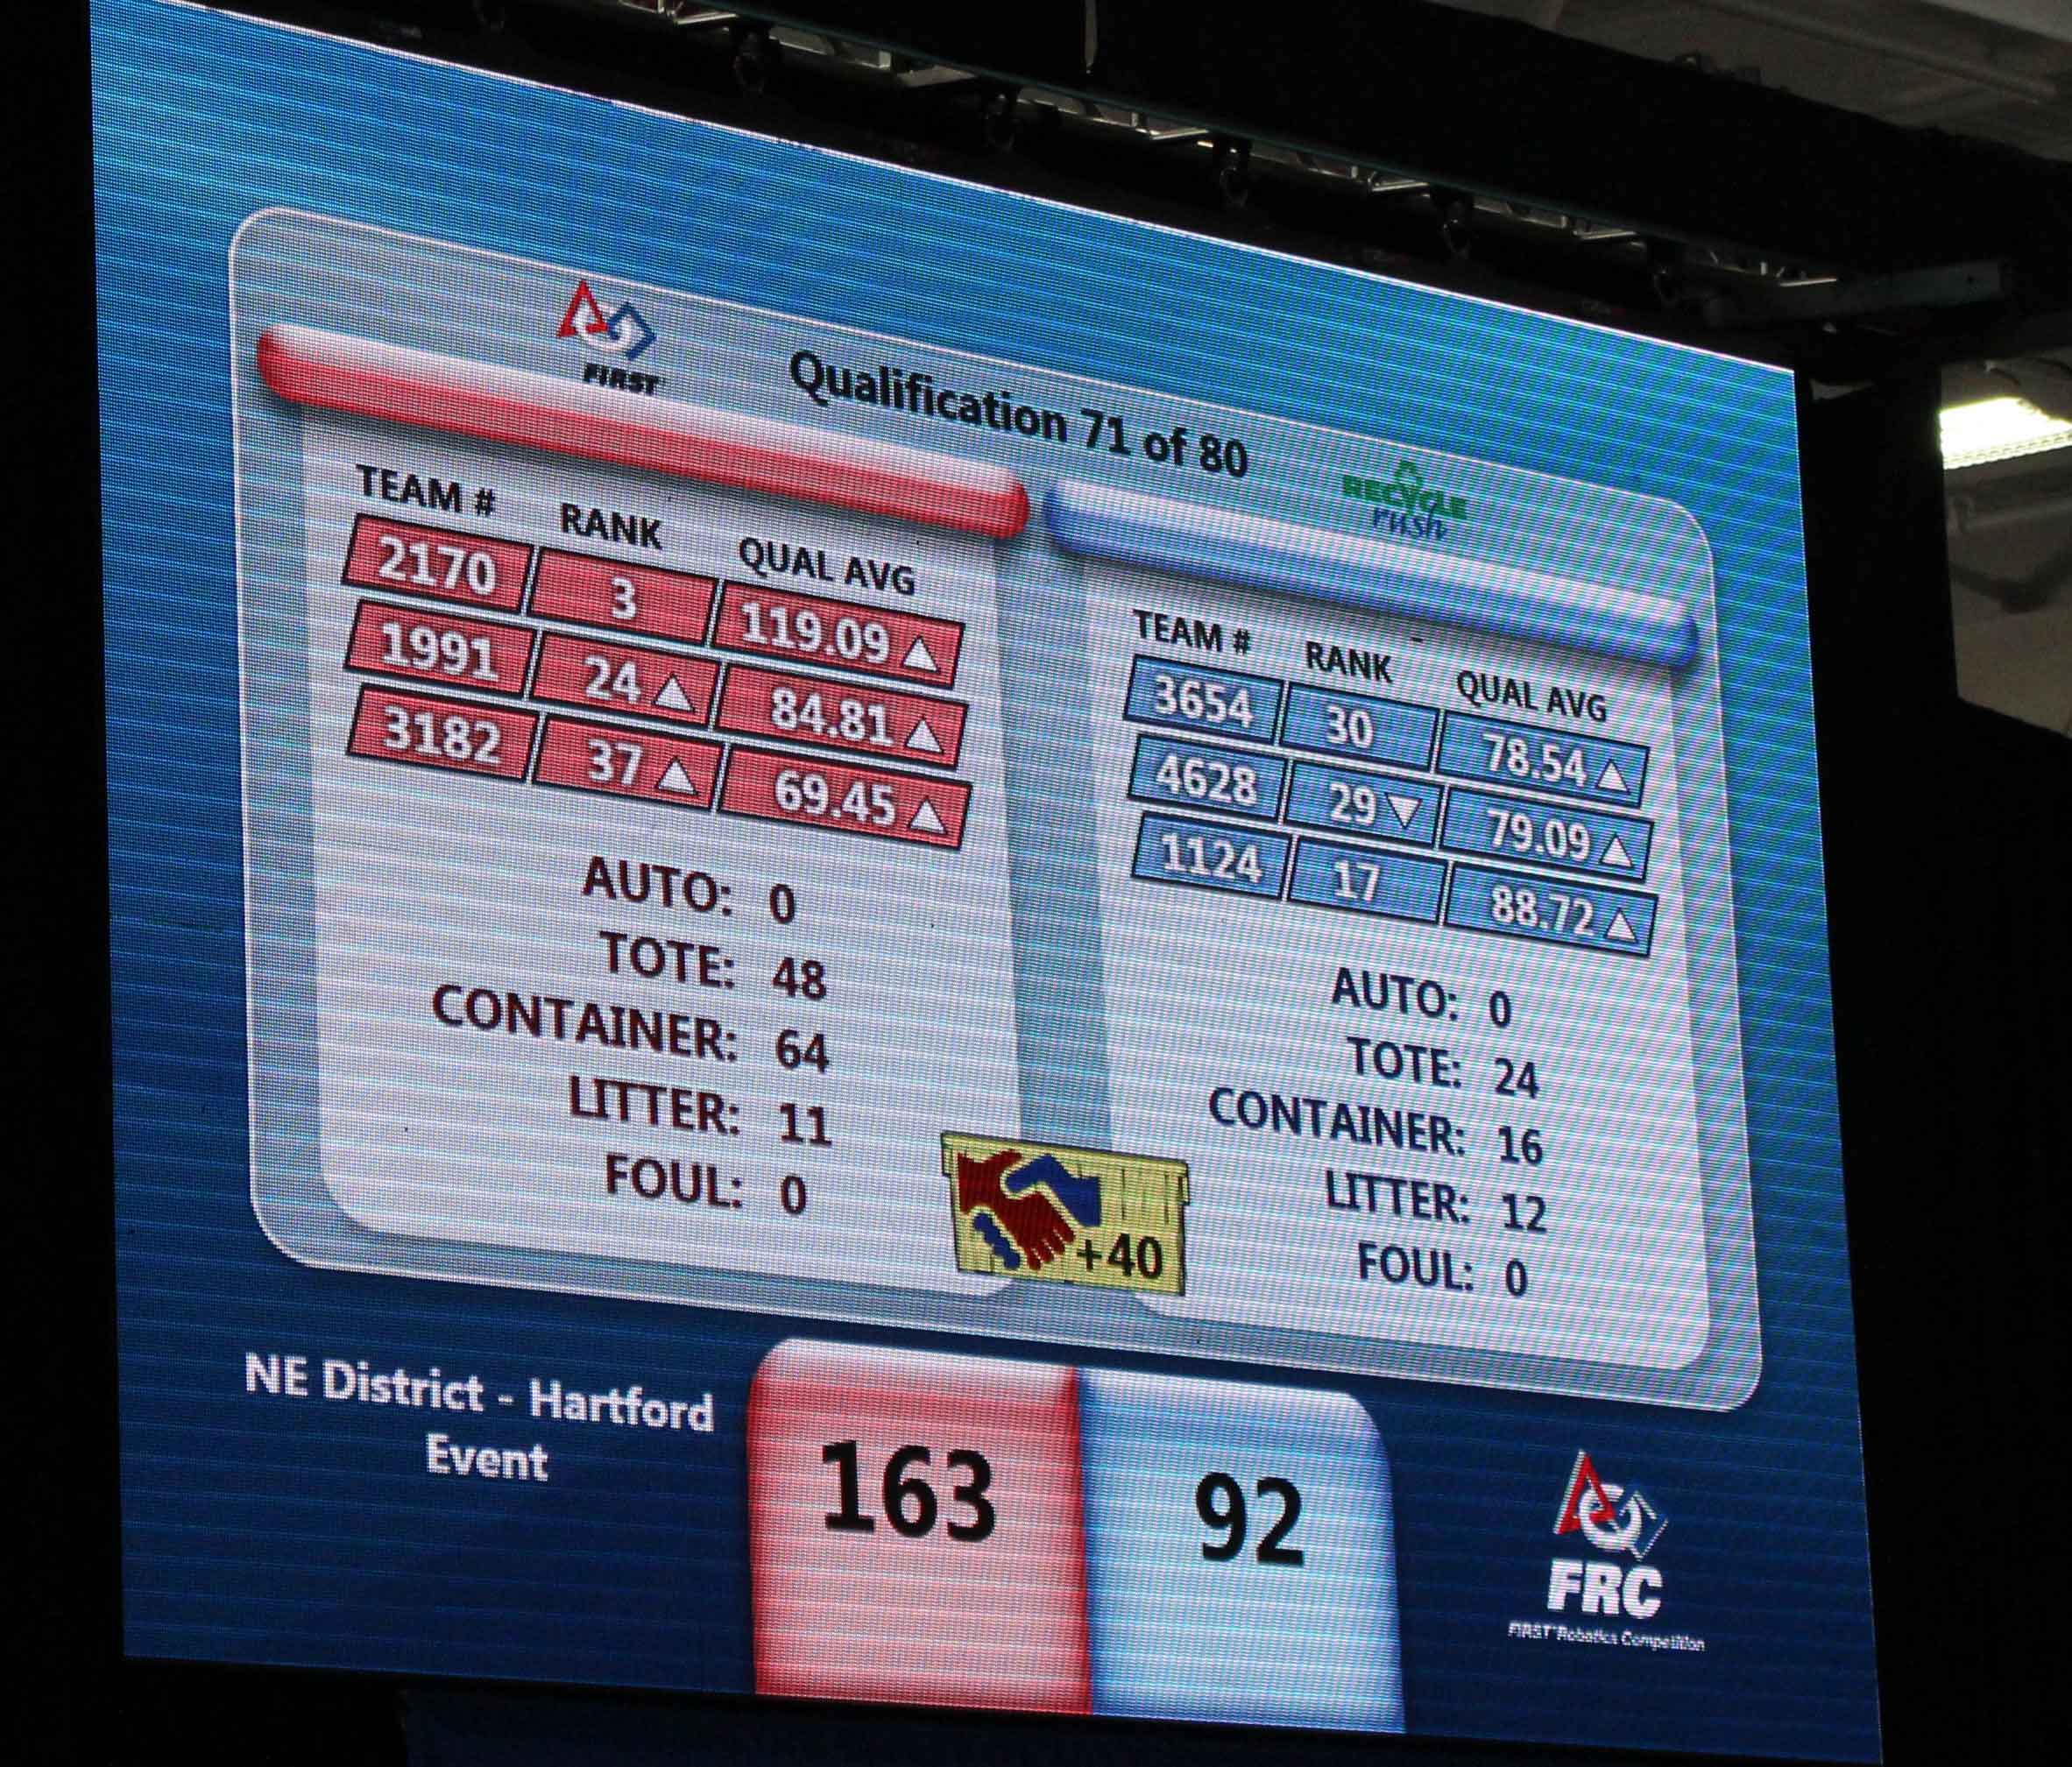 FIRST
Qualification 71 of 80
RECYCLE
rush
TEAM # RANK QUAL AVG
2170 3 119.09
1991 24 84.81
3182 37 69.45
AUTO: 0
TOTE: 48
CONTAINER: 64
LITTER: 11
FOUL: 0
TEAM # RANK QUAL AVG
3654 30 78.54
4628 29 79.09
1124 17 88.72
AUTO: 0
TOTE: 24
CONTAINER: 16
LITTER: 12
FOUL: 0
+40
NE District - Hartford
Event
163
92
FRC
FIRST Robotics Competition